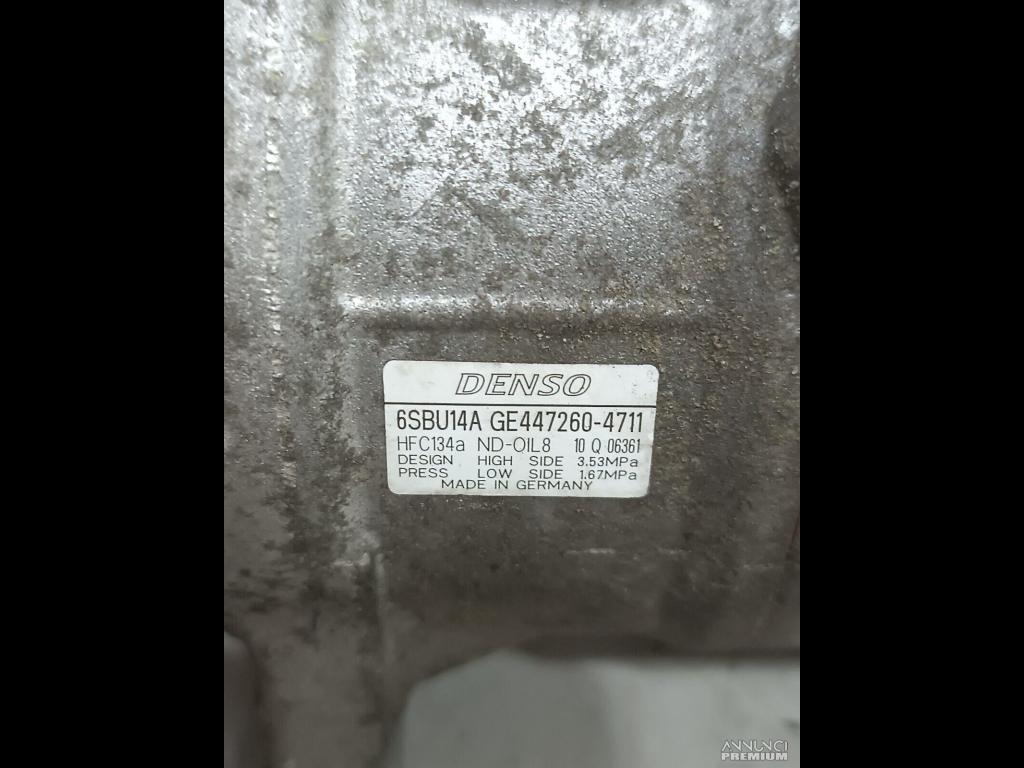 DENSO
6SBU14A GE447260-4711
HFC134a ND-OIL8 10 Q 06361
DESIGN HIGH SIDE 3.53MPa
PRESS LOW SIDE 1.67MPa
MADE IN GERMANY
ANNUNCI
PREMIUM